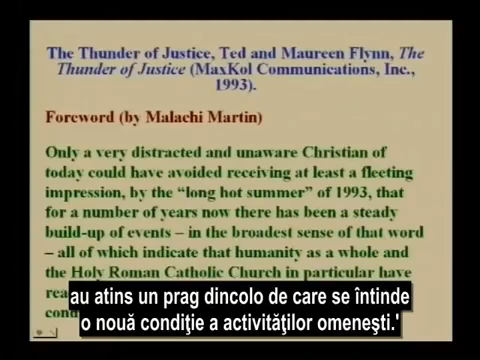 The Thunder of Justice, Ted and Maureen Flynn, The
Thunder of Justice (MaxKol Communications, Inc.,
1993).
Foreword (by Malachi Martin)
Only a very distracted and unaware Christian of
today could have avoided receiving at least a fleeting
impression, by the “long hot summer” of 1993, that
for a number of years now there has been a steady
build-up of events – in the broadest sense of that word
– all of which indicate that humanity as a whole and
the Holy Roman Catholic Church in particular have
au atins un prag dincolo de care se întinde
o nouă condiţie a activităţilor omeneşti.'